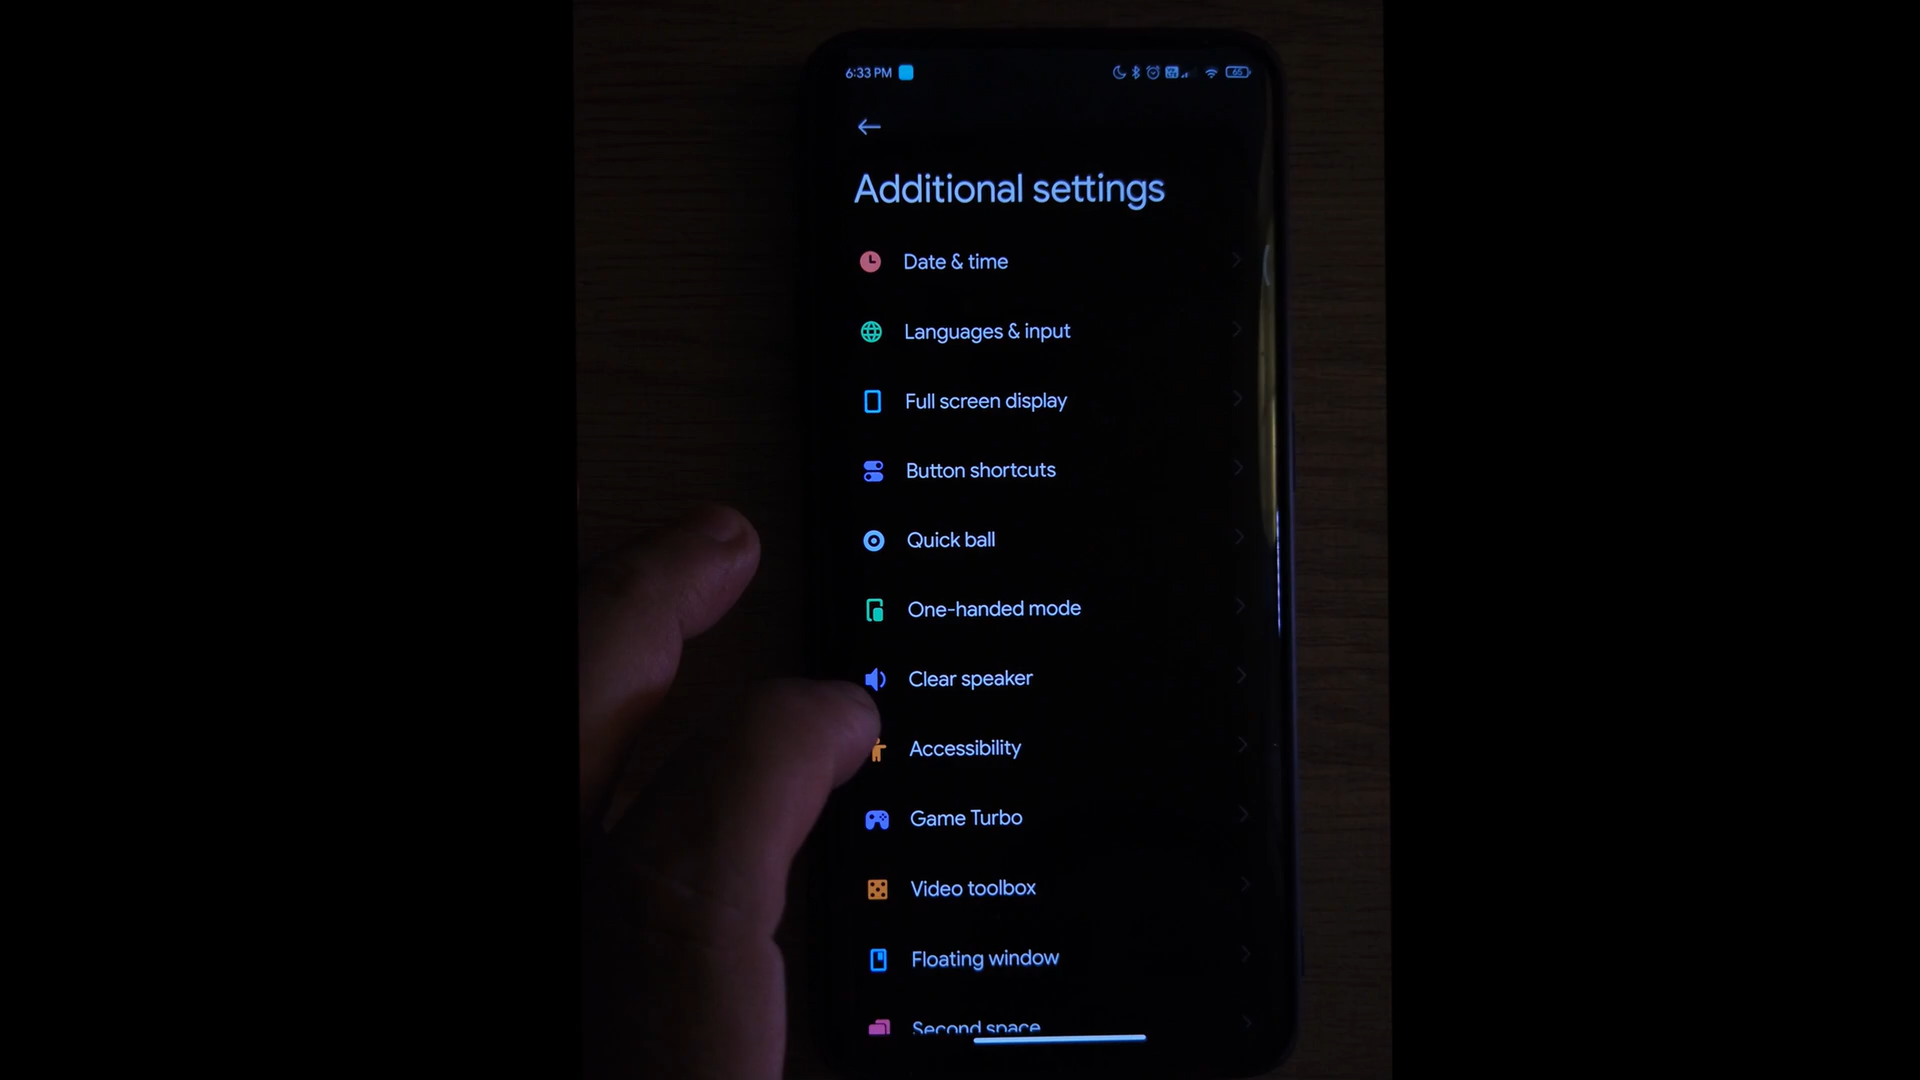 6:33 PM
65
Additional settings
Date & time
Languages & input
Full screen display
Button shortcuts
Quick ball
One-handed mode
Clear speaker
Accessibility
Game Turbo
Video toolbox
Floating window
Second space